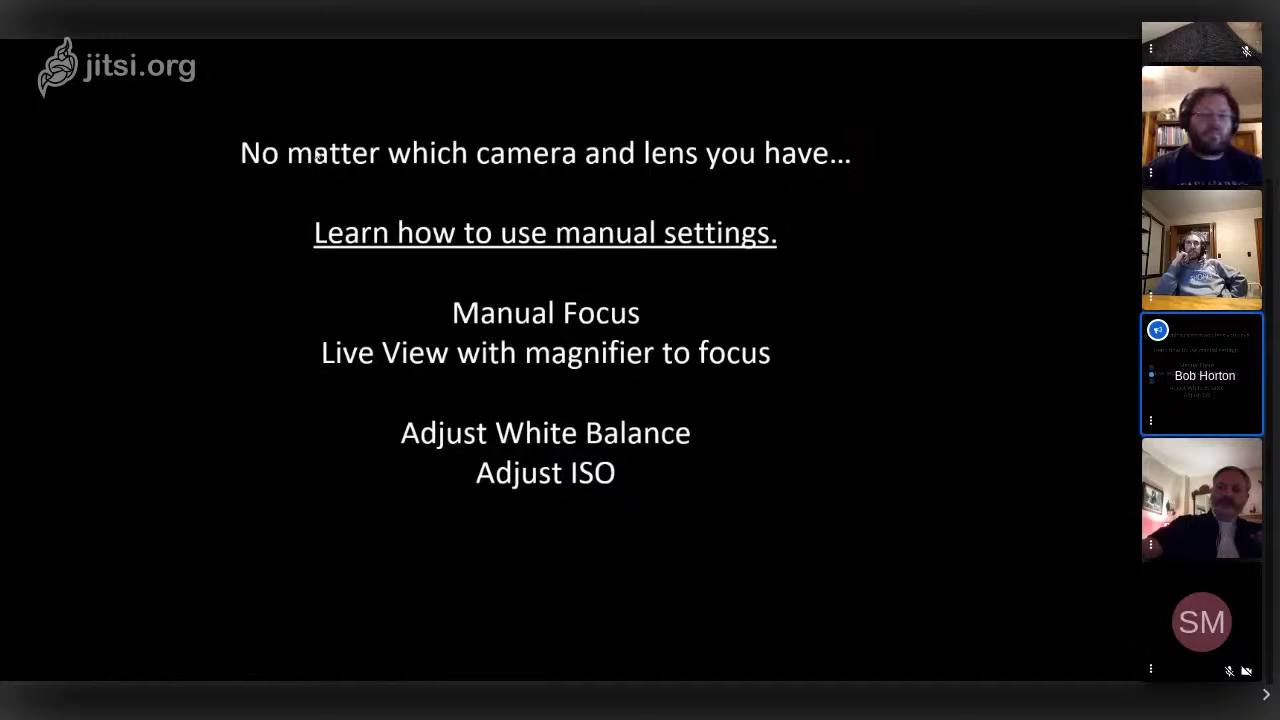 jitsi.org
No matter which camera and lens you have...
Learn how to use manual settings.
Manual Focus
Live View with magnifier to focus
Adjust White Balance
Adjust ISO
Bob Horton
SM